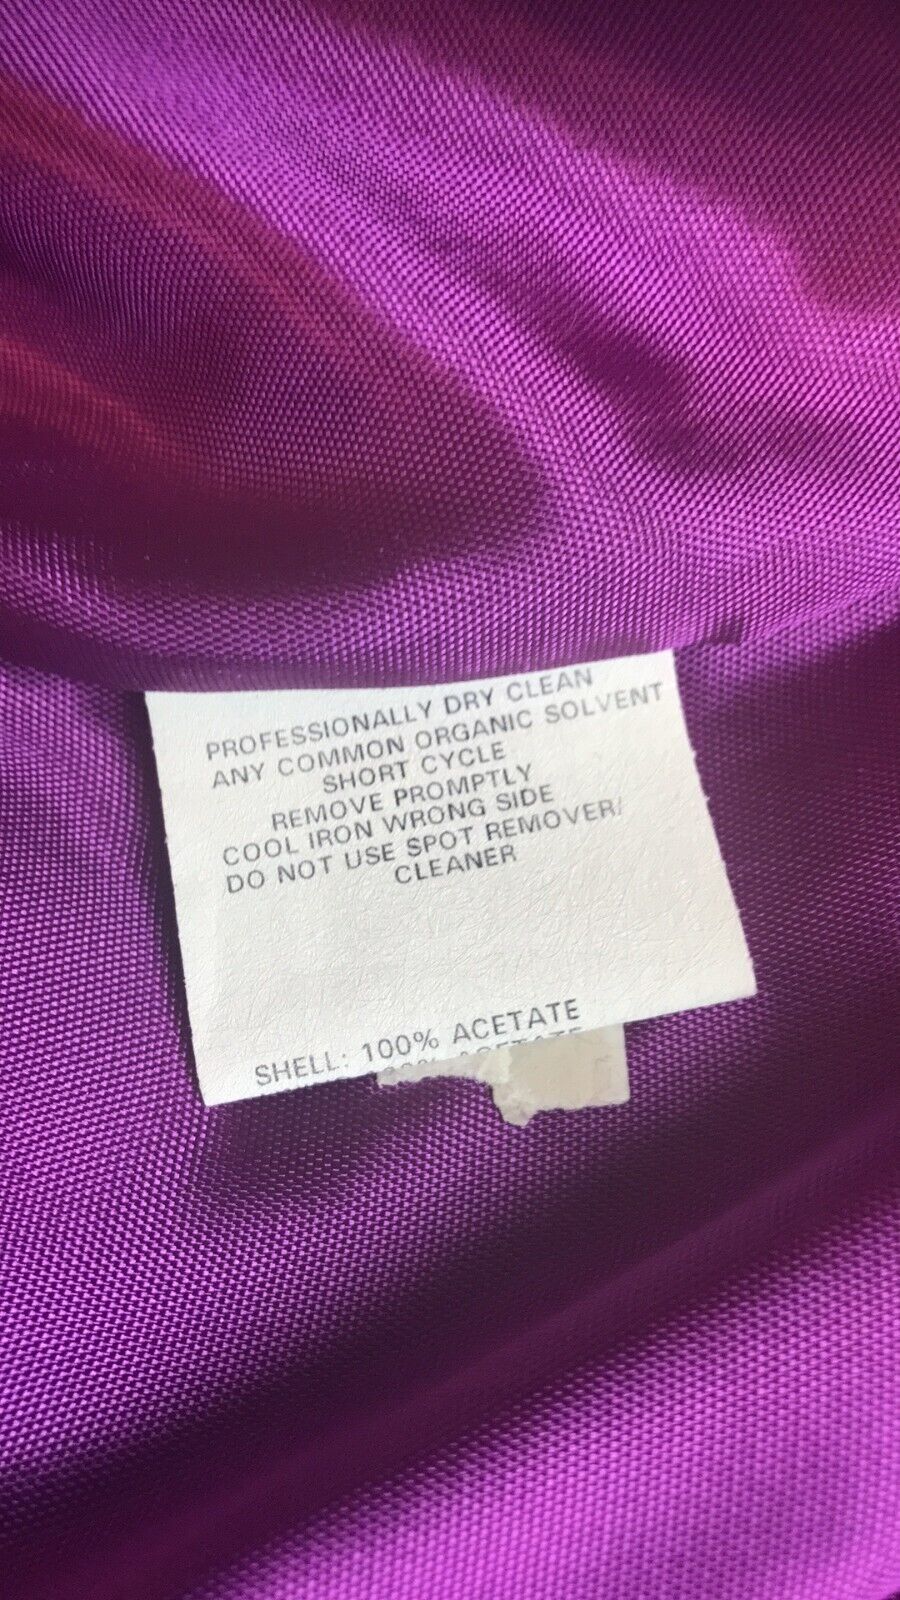 PROFESSIONALLY DRY CLEAN
ANY COMMON ORGANIC SOLVENT
SHORT CYCLE
REMOVE PROMPTLY
COOL IRON WRONG SIDE
DO NOT USE SPOT REMOVER/
CLEANER
SHELL: 100% ACETATE
ACETATE